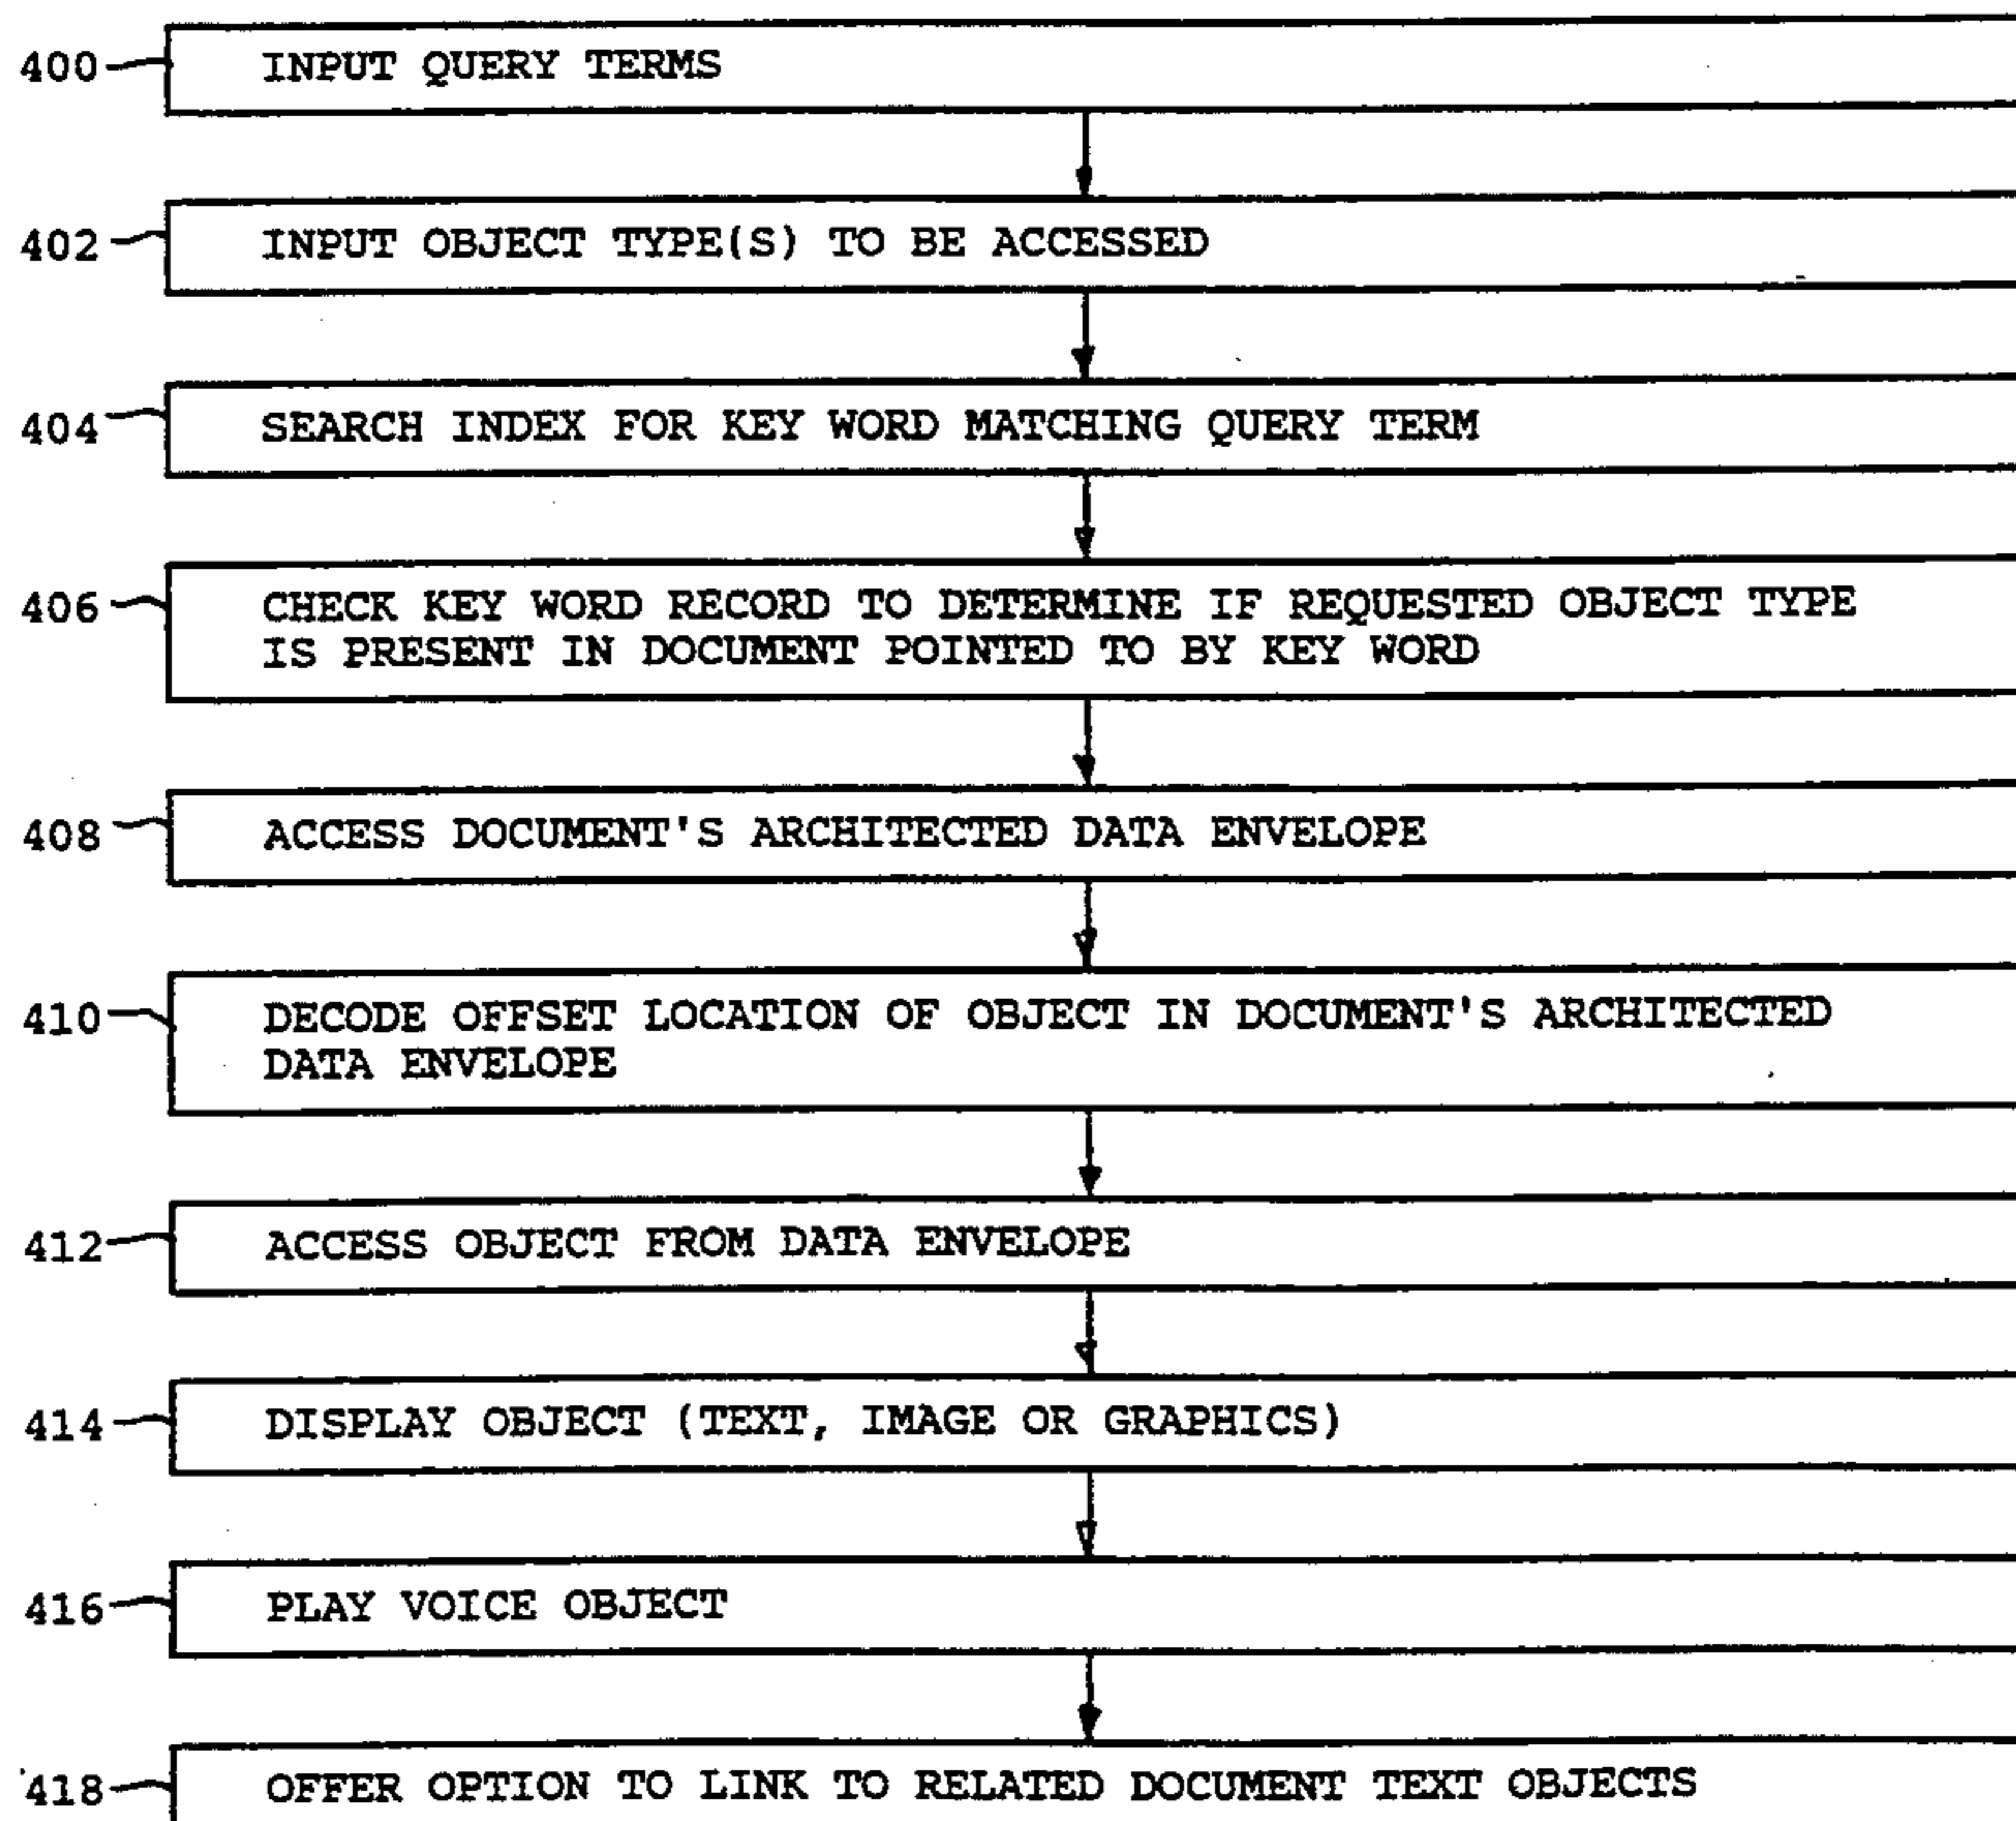 400 INPUT QUERY TERMS
402 INPUT OBJECT TYPE(S) TO BE ACCESSED
404 SEARCH INDEX FOR KEY WORD MATCHING QUERY TERM
406 CHECK KEY WORD RECORD TO DETERMINE IF REQUESTED OBJECT TYPE
IS PRESENT IN DOCUMENT POINTED TO BY KEY WORD
408 ACCESS DOCUMENT'S ARCHITECTED DATA ENVELOPE
410 DECODE OFFSET LOCATION OF OBJECT IN DOCUMENT'S ARCHITECTED
DATA ENVELOPE
412 ACCESS OBJECT FROM DATA ENVELOPE
414 DISPLAY OBJECT (TEXT, IMAGE OR GRAPHICS)
416 PLAY VOICE OBJECT
418 OFFER OPTION TO LINK TO RELATED DOCUMENT TEXT OBJECTS